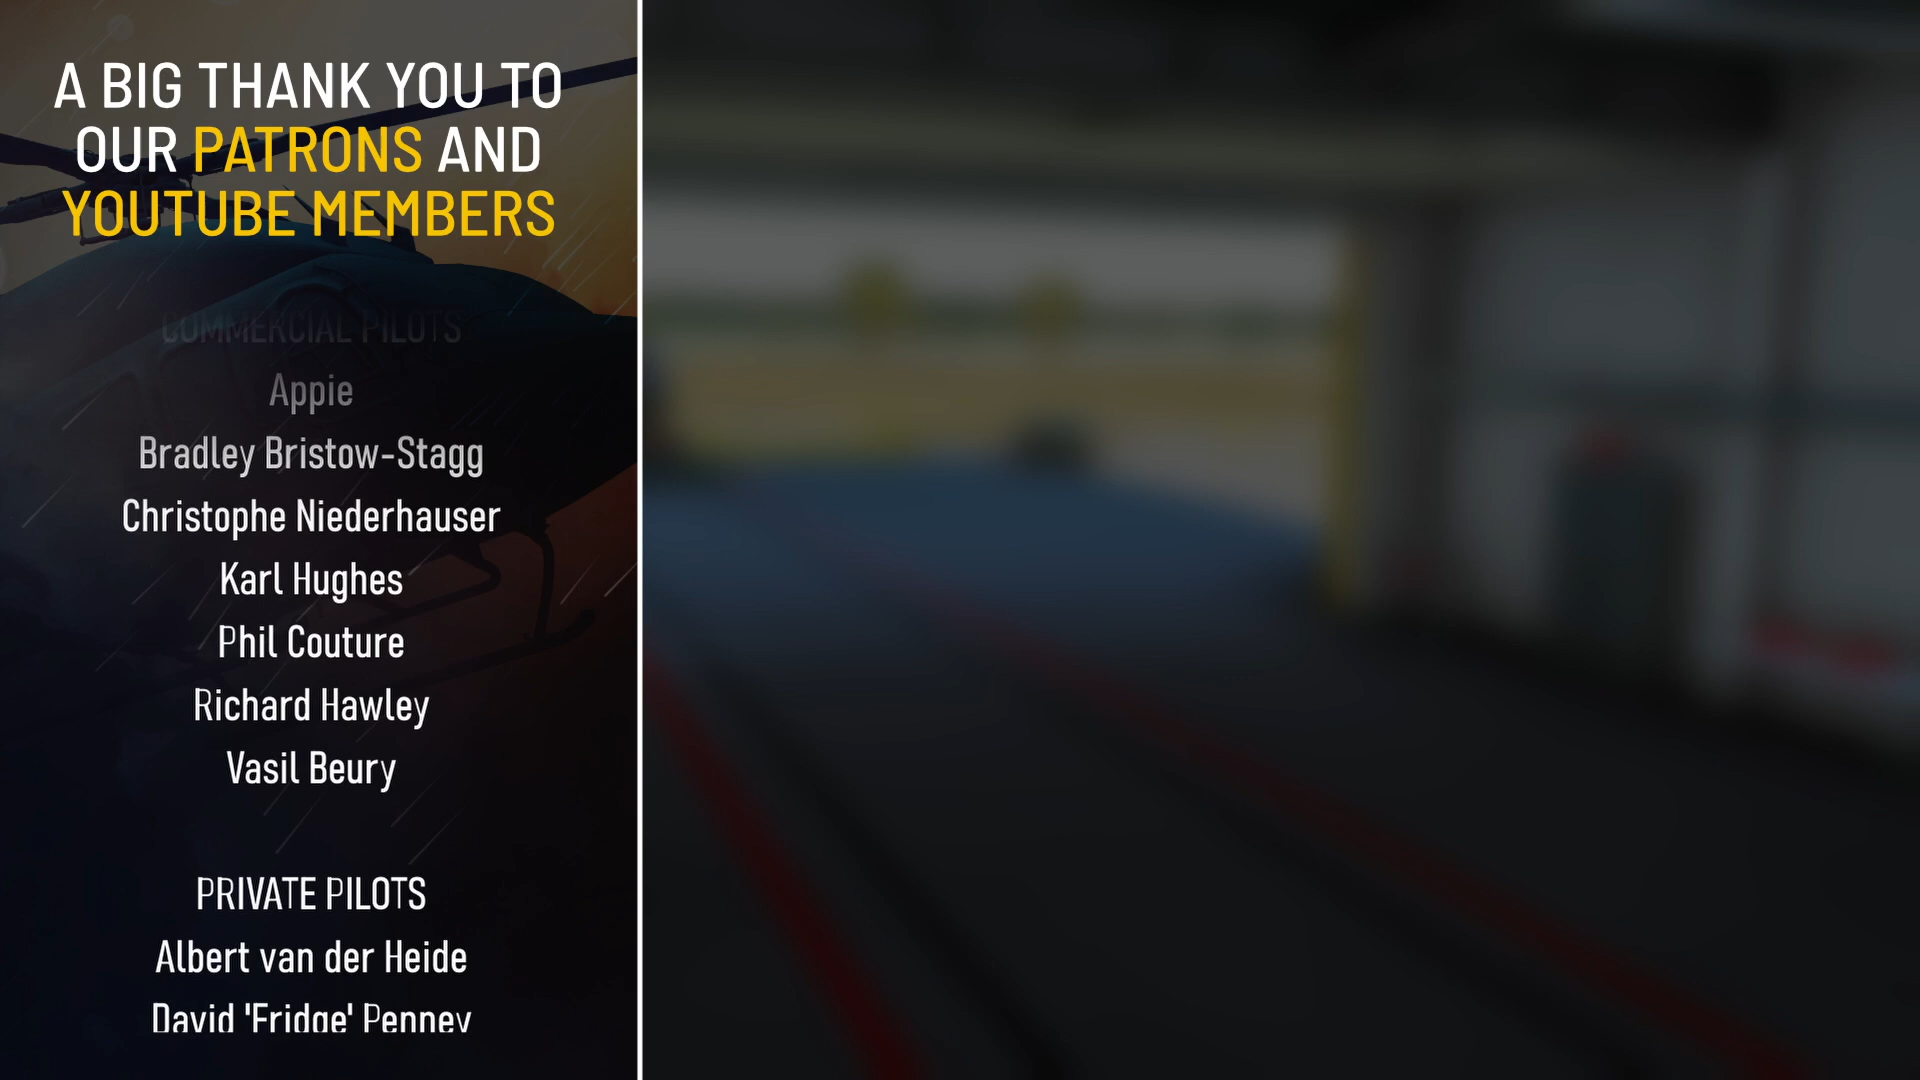 A BIG THANK YOU TO
OUR PATRONS AND
YOUTUBE MEMBERS
COMMERCIAL PILOTS
Appie
Bradley Bristow-Stagg
Christophe Niederhauser
Karl Hughes
Phil Couture
Richard Hawley
Vasil Beury
PRIVATE PILOTS
Albert van der Heide
David 'Fridge' Penney